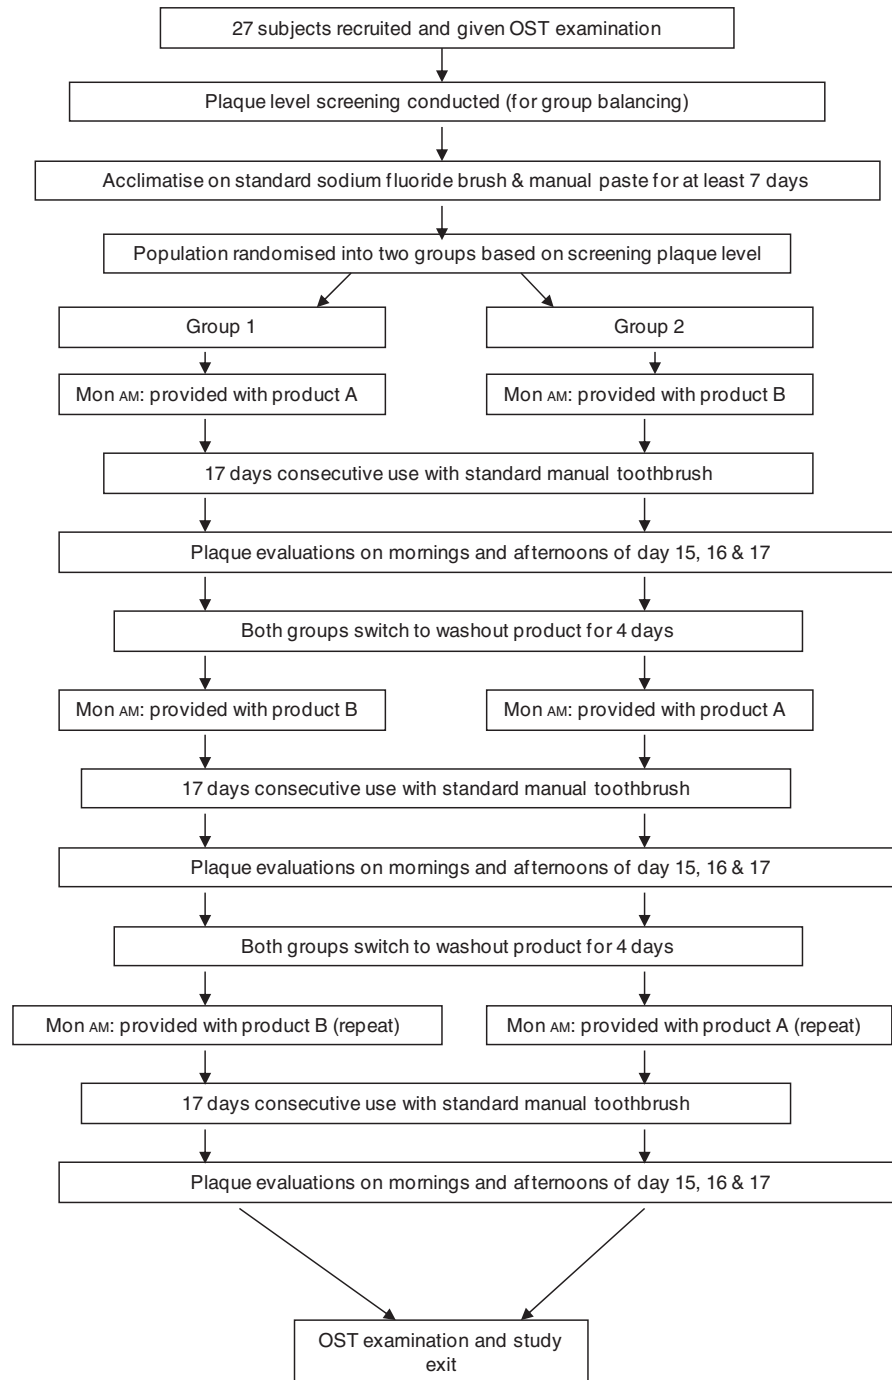 27 subjects recruited and given OST examination
Plaque level screening conducted (for group balancing)
Acclimatise on standard sodium fluoride brush & manual paste for at least 7 days
Population randomised into two groups based on screening plaque level
Group 1
Group 2
Mon AM: provided with product A
Mon AM: provided with product B
17 days consecutive use with standard manual toothbrush
Plaque evaluations on mornings and afternoons of day 15, 16 & 17
Both groups switch to washout product for 4 days
Mon AM: provided with product B
Mon AM: provided with product A
17 days consecutive use with standard manual toothbrush
Plaque evaluations on mornings and afternoons of day 15, 16 & 17
Both groups switch to washout product for 4 days
Mon AM: provided with product B (repeat)
Mon AM: provided with product A (repeat)
17 days consecutive use with standard manual toothbrush
Plaque evaluations on mornings and afternoons of day 15, 16 & 17
OST examination and study
exit